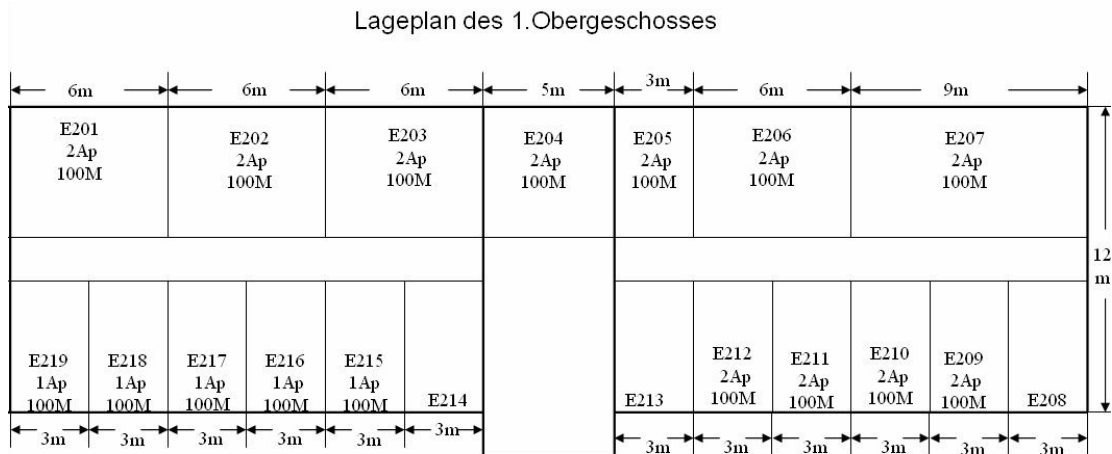 Lageplan des 1.Obergeschosses
6m 6m 6m 5m 3m 6m 9m
E201
2Ap
100M
E202
2Ap
100M
E203
2Ap
100M
E204
2Ap
100M
E205
2Ap
100M
E206
2Ap
100M
E207
2Ap
100M
12
m
E219
1Ap
100M
E218
1Ap
100M
E217
1Ap
100M
E216
1Ap
100M
E215
1Ap
100M
E214
E213
E212
2Ap
100M
E211
2Ap
100M
E210
2Ap
100M
E209
2Ap
100M
E208
3m 3m 3m 3m 3m 3m 3m 3m 3m 3m 3m 3m